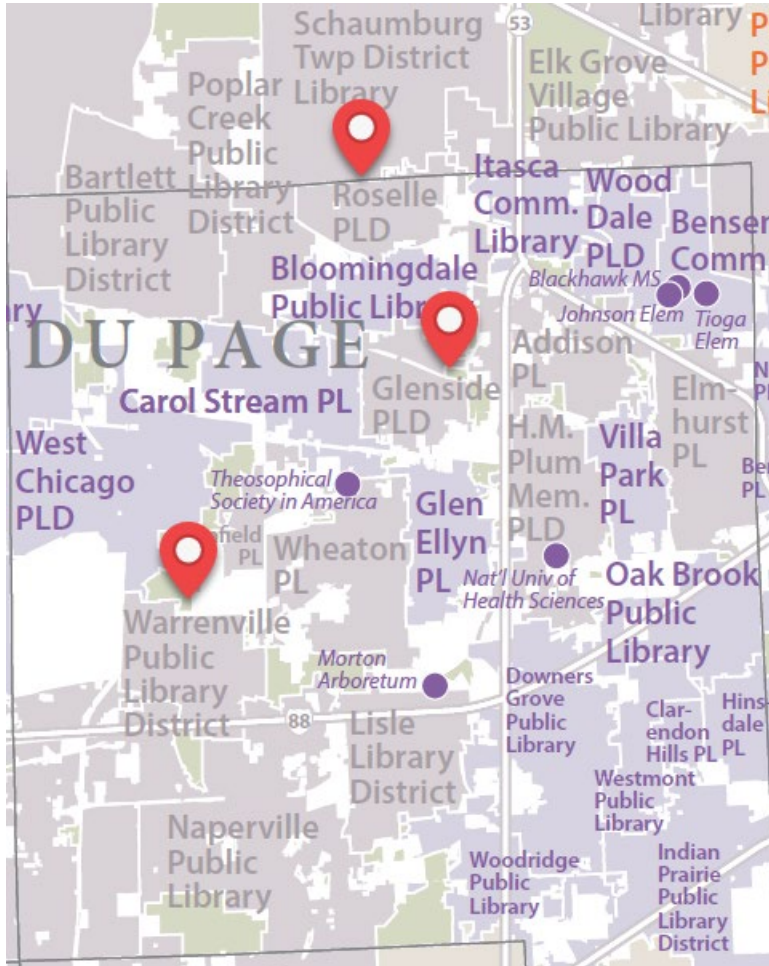 Library
Schaumburg
Twp District
Library
53
Elk Grove
Village
Public Library
Poplar
Creek
Public
Library
District
Bartlett
Public
Library
District
Roselle
PLD
Itasca
Comm.
Library
Wood
Dale
PLD
Comm
Blackhawk MS
Johnson Elem
Tioga
Elem
Bloomingdale
Public
DU PAGE
Addison
PL
Glenside
PLD
Elm-
hurst
PL
Carol Stream PL
West
Chicago
PLD
H.M.
Plum
Mem.
PLD
Villa
Park
PL
PL
Theosophical
Society in America
Glen
Ellyn
PL
PL
Wheaton
PL
Nat'l Univ of
Health Sciences
Oak Brook
Public
Library
Warrenville
Public
Library
District
Morton
Arboretum
Downers
Grove
Public
Library
Clar-
endon
Hills PL
Hins-
dale
PL
88
Lisle
Library
District
Westmont
Public
Library
Naperville
Public
Library
Woodridge
Public
Library
Indian
Prairie
Public
Library
District